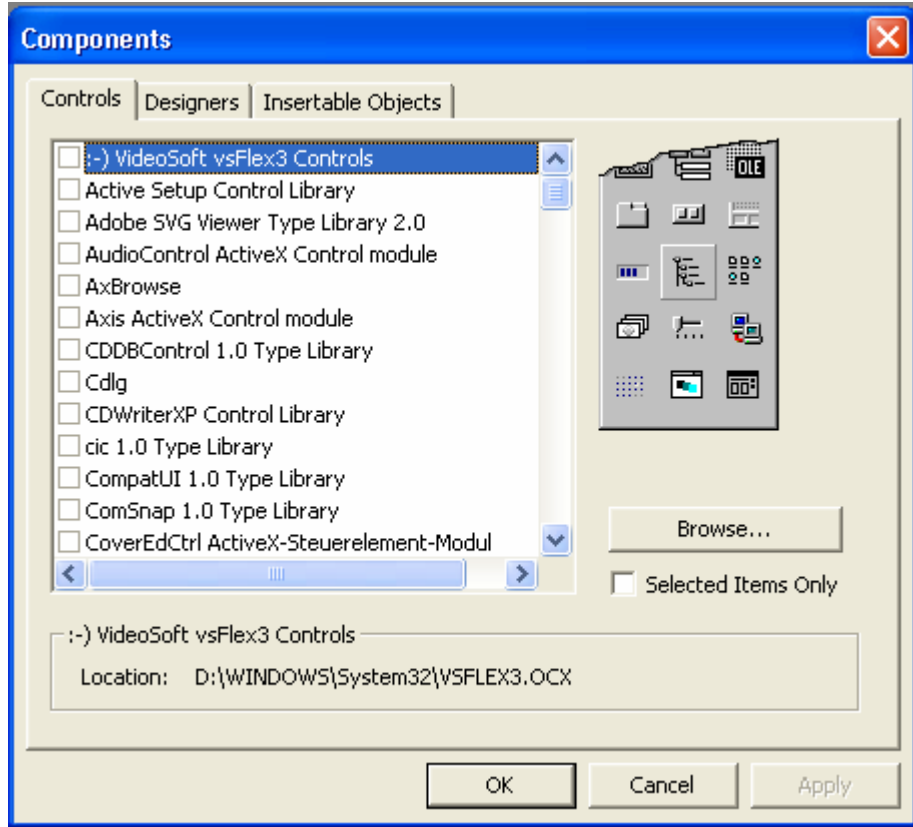 Components
Controls Designers Insertable Objects
:-) VideoSoft vsFlex3 Controls
Active Setup Control Library
Adobe SVG Viewer Type Library 2.0
AudioControl ActiveX Control module
AxBrowse
Axis ActiveX Control module
CDDBControl 1.0 Type Library
Cdlg
CDWriterXP Control Library
cic 1.0 Type Library
CompatUI 1.0 Type Library
ComSnap 1.0 Type Library
CoverEdCtrl ActiveX-Steuerelement-Modul
OLE
Browse...
Selected Items Only
:-) VideoSoft vsFlex3 Controls
Location: D:\WINDOWS\System32\VSFLEX3.OCX
OK Cancel Apply